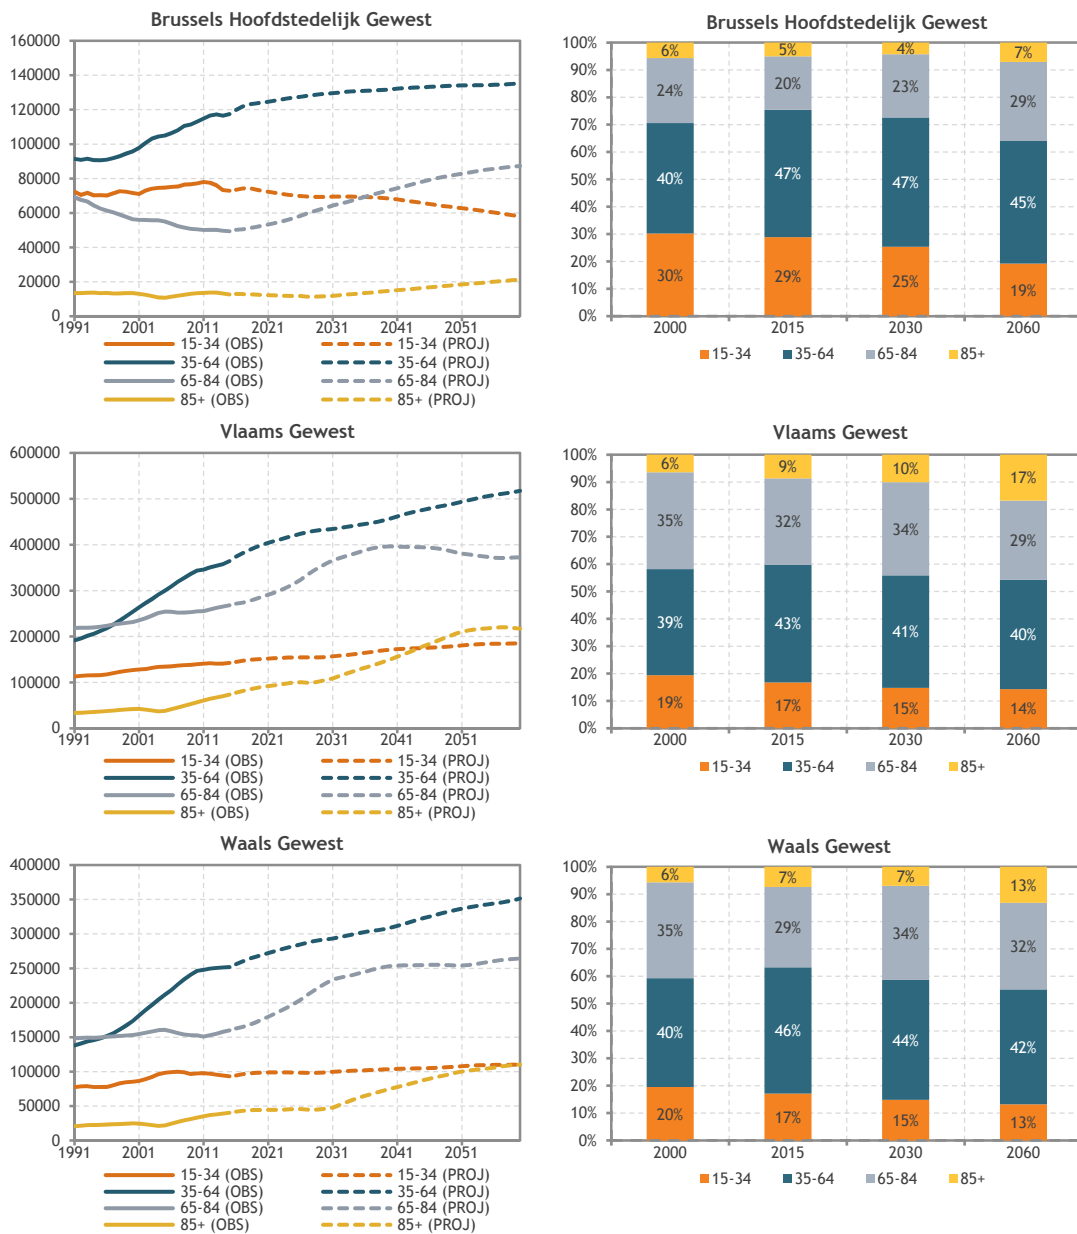 Brussels Hoofdstedelijk Gewest
160000
140000
120000
100000
80000
60000
40000
20000
0
1991 2001 2011 2021 2031 2041 2051
15-34 (OBS) 15-34 (PROJ)
35-64 (OBS) 35-64 (PROJ)
65-84 (OBS) 65-84 (PROJ)
85+ (OBS) 85+ (PROJ)
Brussels Hoofdstedelijk Gewest
100%
90%
80%
70%
60%
50%
40%
30%
20%
10%
0%
6% 5% 4% 7%
24% 20% 23% 29%
40% 47% 47% 45%
30% 29% 25% 19%
2000 2015 2030 2060
15-34 35-64 65-84 85+
Vlaams Gewest
600000
500000
400000
300000
200000
100000
0
1991 2001 2011 2021 2031 2041 2051
15-34 (OBS) 15-34 (PROJ)
35-64 (OBS) 35-64 (PROJ)
65-84 (OBS) 65-84 (PROJ)
85+ (OBS) 85+ (PROJ)
Vlaams Gewest
100%
90%
80%
70%
60%
50%
40%
30%
20%
10%
0%
6% 9% 10% 17%
35% 32% 34% 29%
39% 43% 41% 40%
19% 17% 15% 14%
2000 2015 2030 2060
15-34 35-64 65-84 85+
Waals Gewest
400000
350000
300000
250000
200000
150000
100000
50000
0
1991 2001 2011 2021 2031 2041 2051
15-34 (OBS) 15-34 (PROJ)
35-64 (OBS) 35-64 (PROJ)
65-84 (OBS) 65-84 (PROJ)
85+ (OBS) 85+ (PROJ)
Waals Gewest
100%
90%
80%
70%
60%
50%
40%
30%
20%
10%
0%
6% 7% 7% 13%
35% 29% 34% 32%
40% 46% 44% 42%
20% 17% 15% 13%
2000 2015 2030 2060
15-34 35-64 65-84 85+